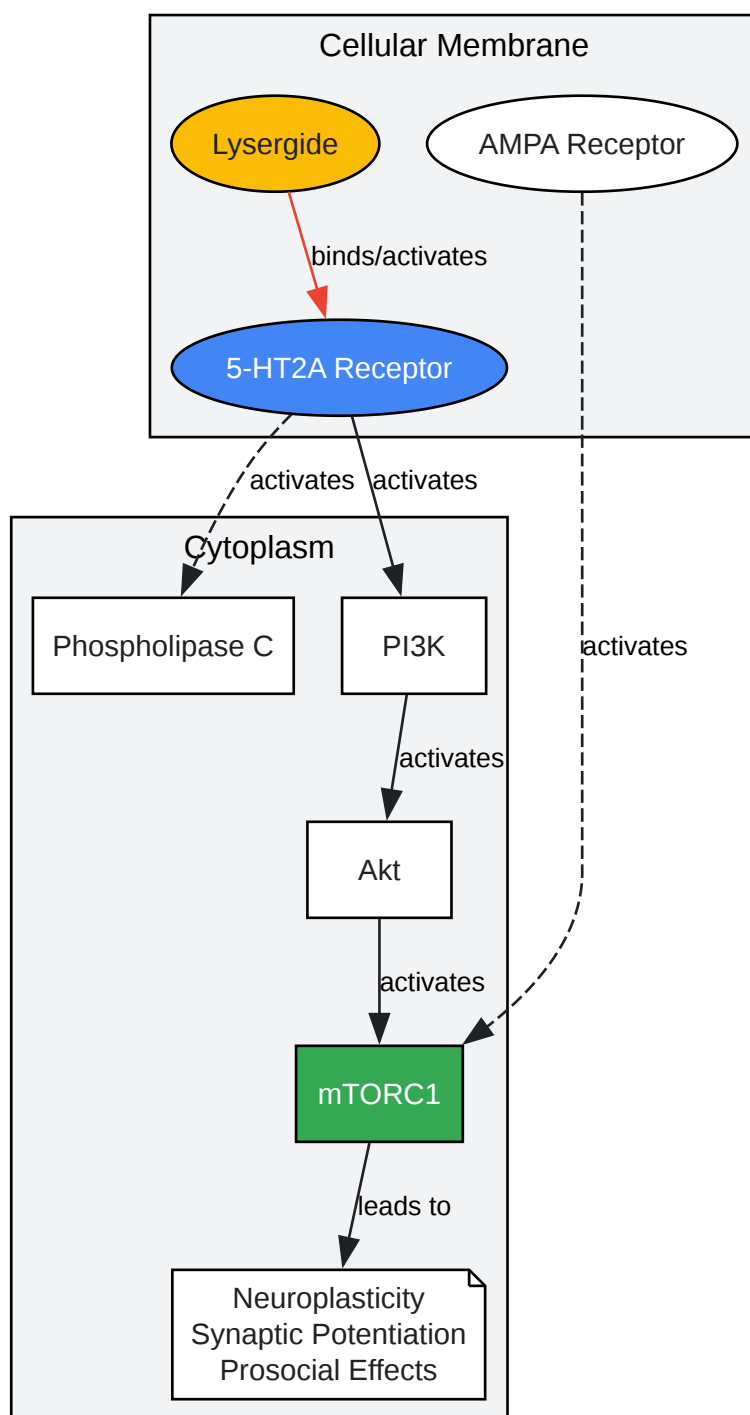 Cellular Membrane
Lysergide
AMPA Receptor
binds/activates
5-HT2A Receptor
activates
activates
Cytoplasm
Phospholipase C
PI3K
activates
activates
Akt
activates
mTORC1
leads to
Neuroplasticity
Synaptic Potentiation
Prosocial Effects